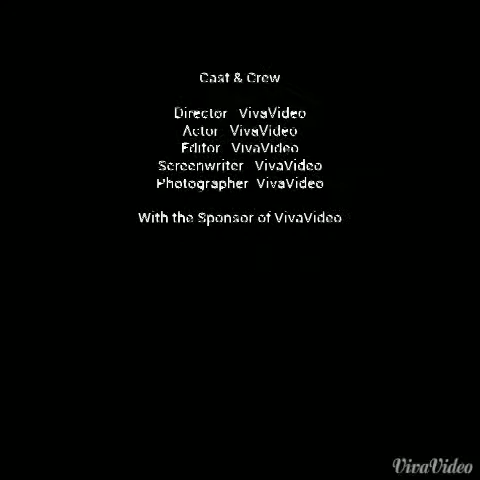 Cast & Crew
Director VivaVideo
Actor VivaVideo
Editor VivaVideo
Screenwriter VivaVideo
Photographer VivaVideo
With the Sponsor of VivaVideo
VivaVideo